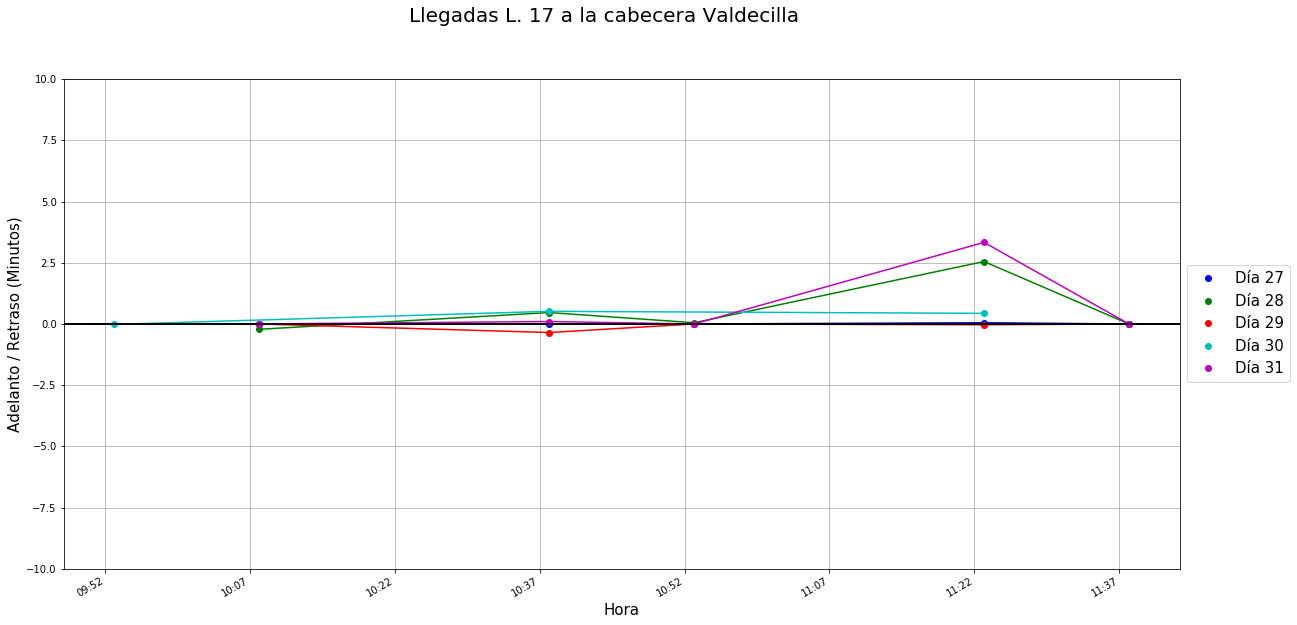 Llegadas L. 17 a la cabecera Valdecilla
Adelanto / Retraso (Minutos)
10.0
7.5
5.0
2.5
0.0
−2.5
−5.0
−7.5
−10.0
09:52
10:07
10:22
10:37
10:52
11:07
11:22
11:37
Hora
Día 27
Día 28
Día 29
Día 30
Día 31